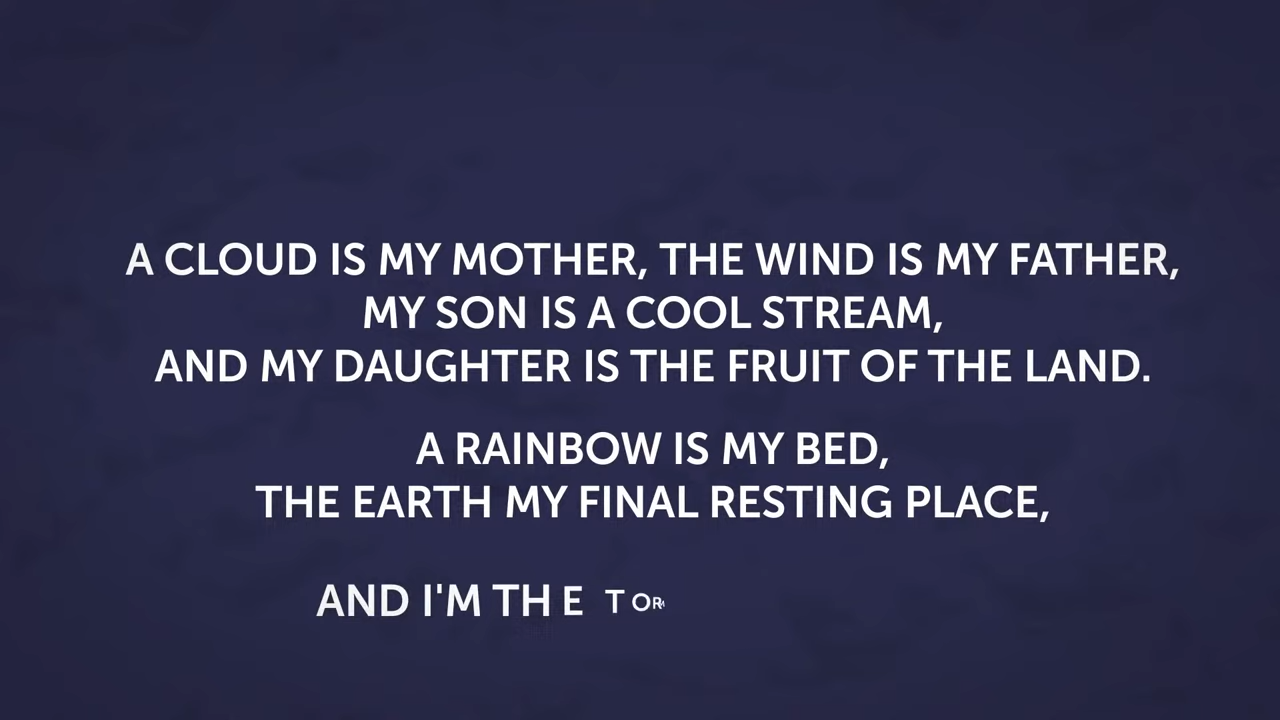 A CLOUD IS MY MOTHER, THE WIND IS MY FATHER,
MY SON IS A COOL STREAM,
AND MY DAUGHTER IS THE FRUIT OF THE LAND.
A RAINBOW IS MY BED,
THE EARTH MY FINAL RESTING PLACE,
AND I'M THE TORM